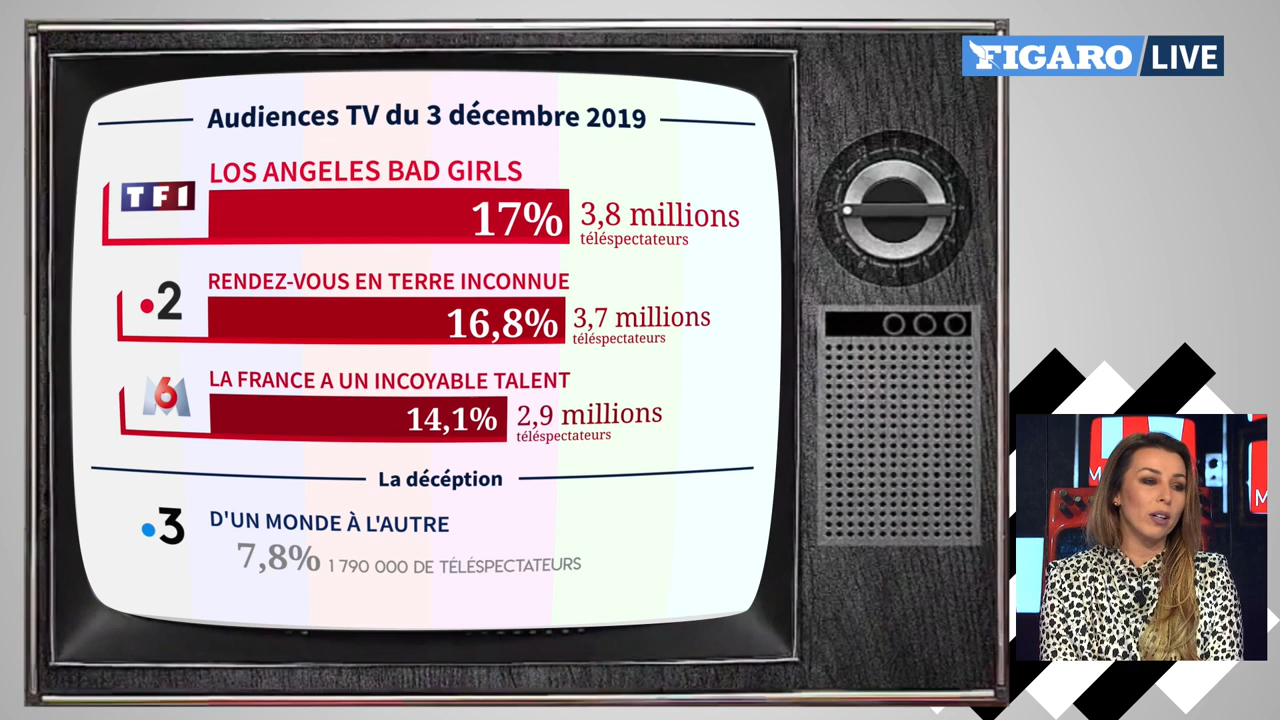 FIGARO LIVE
Audiences TV du 3 décembre 2019
TF1
LOS ANGELES BAD GIRLS
17%
3,8 millions
téléspectateurs
2
RENDEZ-VOUS EN TERRE INCONNUE
16,8%
3,7 millions
téléspectateurs
M6
LA FRANCE A UN INCOYABLE TALENT
14,1%
2,9 millions
téléspectateurs
La décéption
3
D'UN MONDE À L'AUTRE
7,8% 1 790 000 DE TÉLÉSPECTATEURS
M
M